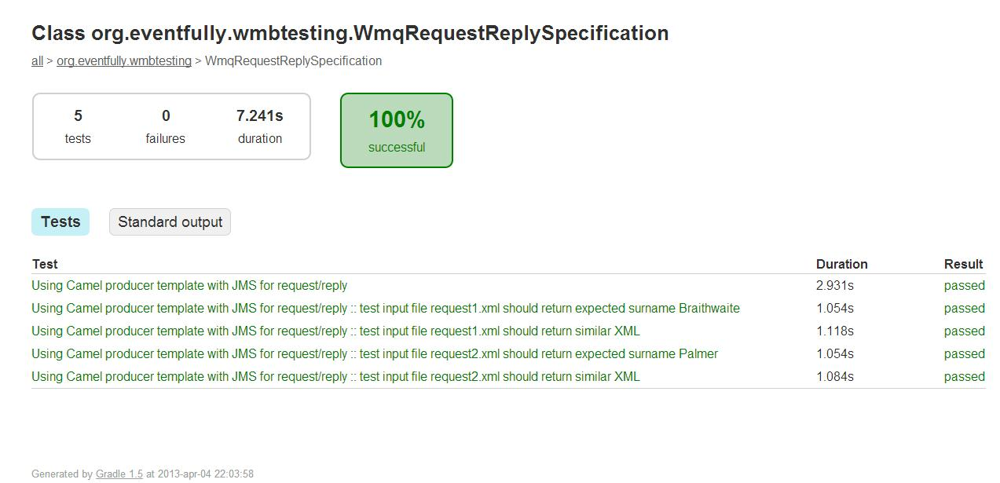 Class org.eventfully.wmbtesting.WmqRequestReplySpecification
all > org.eventfully.wmbtesting > WmqRequestReplySpecification
5 0 7.241s
tests failures duration
100%
successful
Tests Standard output
Test Duration Result
Using Camel producer template with JMS for request/reply 2.931s passed
Using Camel producer template with JMS for request/reply :: test input file request1.xml should return expected surname Braithwaite 1.054s passed
Using Camel producer template with JMS for request/reply :: test input file request1.xml should return similar XML 1.118s passed
Using Camel producer template with JMS for request/reply :: test input file request2.xml should return expected surname Palmer 1.054s passed
Using Camel producer template with JMS for request/reply :: test input file request2.xml should return similar XML 1.084s passed
Generated by Gradle 1.5 at 2013-apr-04 22:03:58